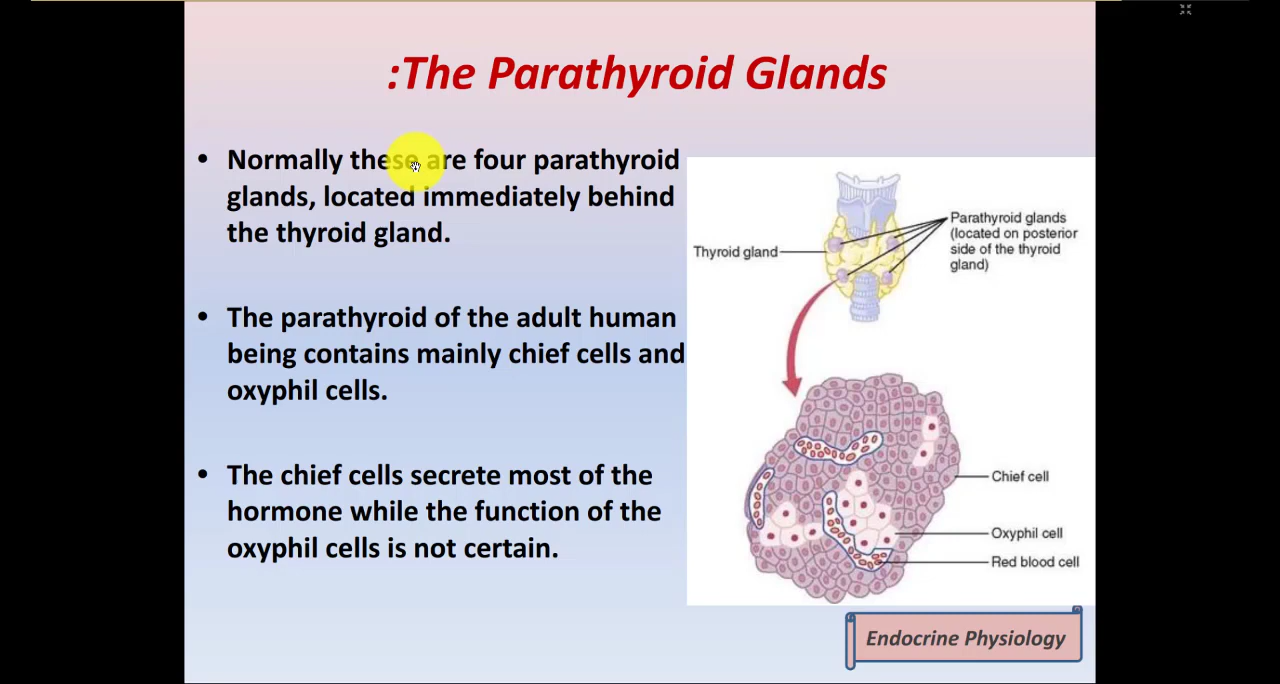 :The Parathyroid Glands
• Normally these are four parathyroid
glands, located immediately behind
the thyroid gland.
• The parathyroid of the adult human
being contains mainly chief cells and
oxyphil cells.
• The chief cells secrete most of the
hormone while the function of the
oxyphil cells is not certain.
Thyroid gland
Parathyroid glands
(located on posterior
side of the thyroid
gland)
Chief cell
Oxyphil cell
Red blood cell
Endocrine Physiology